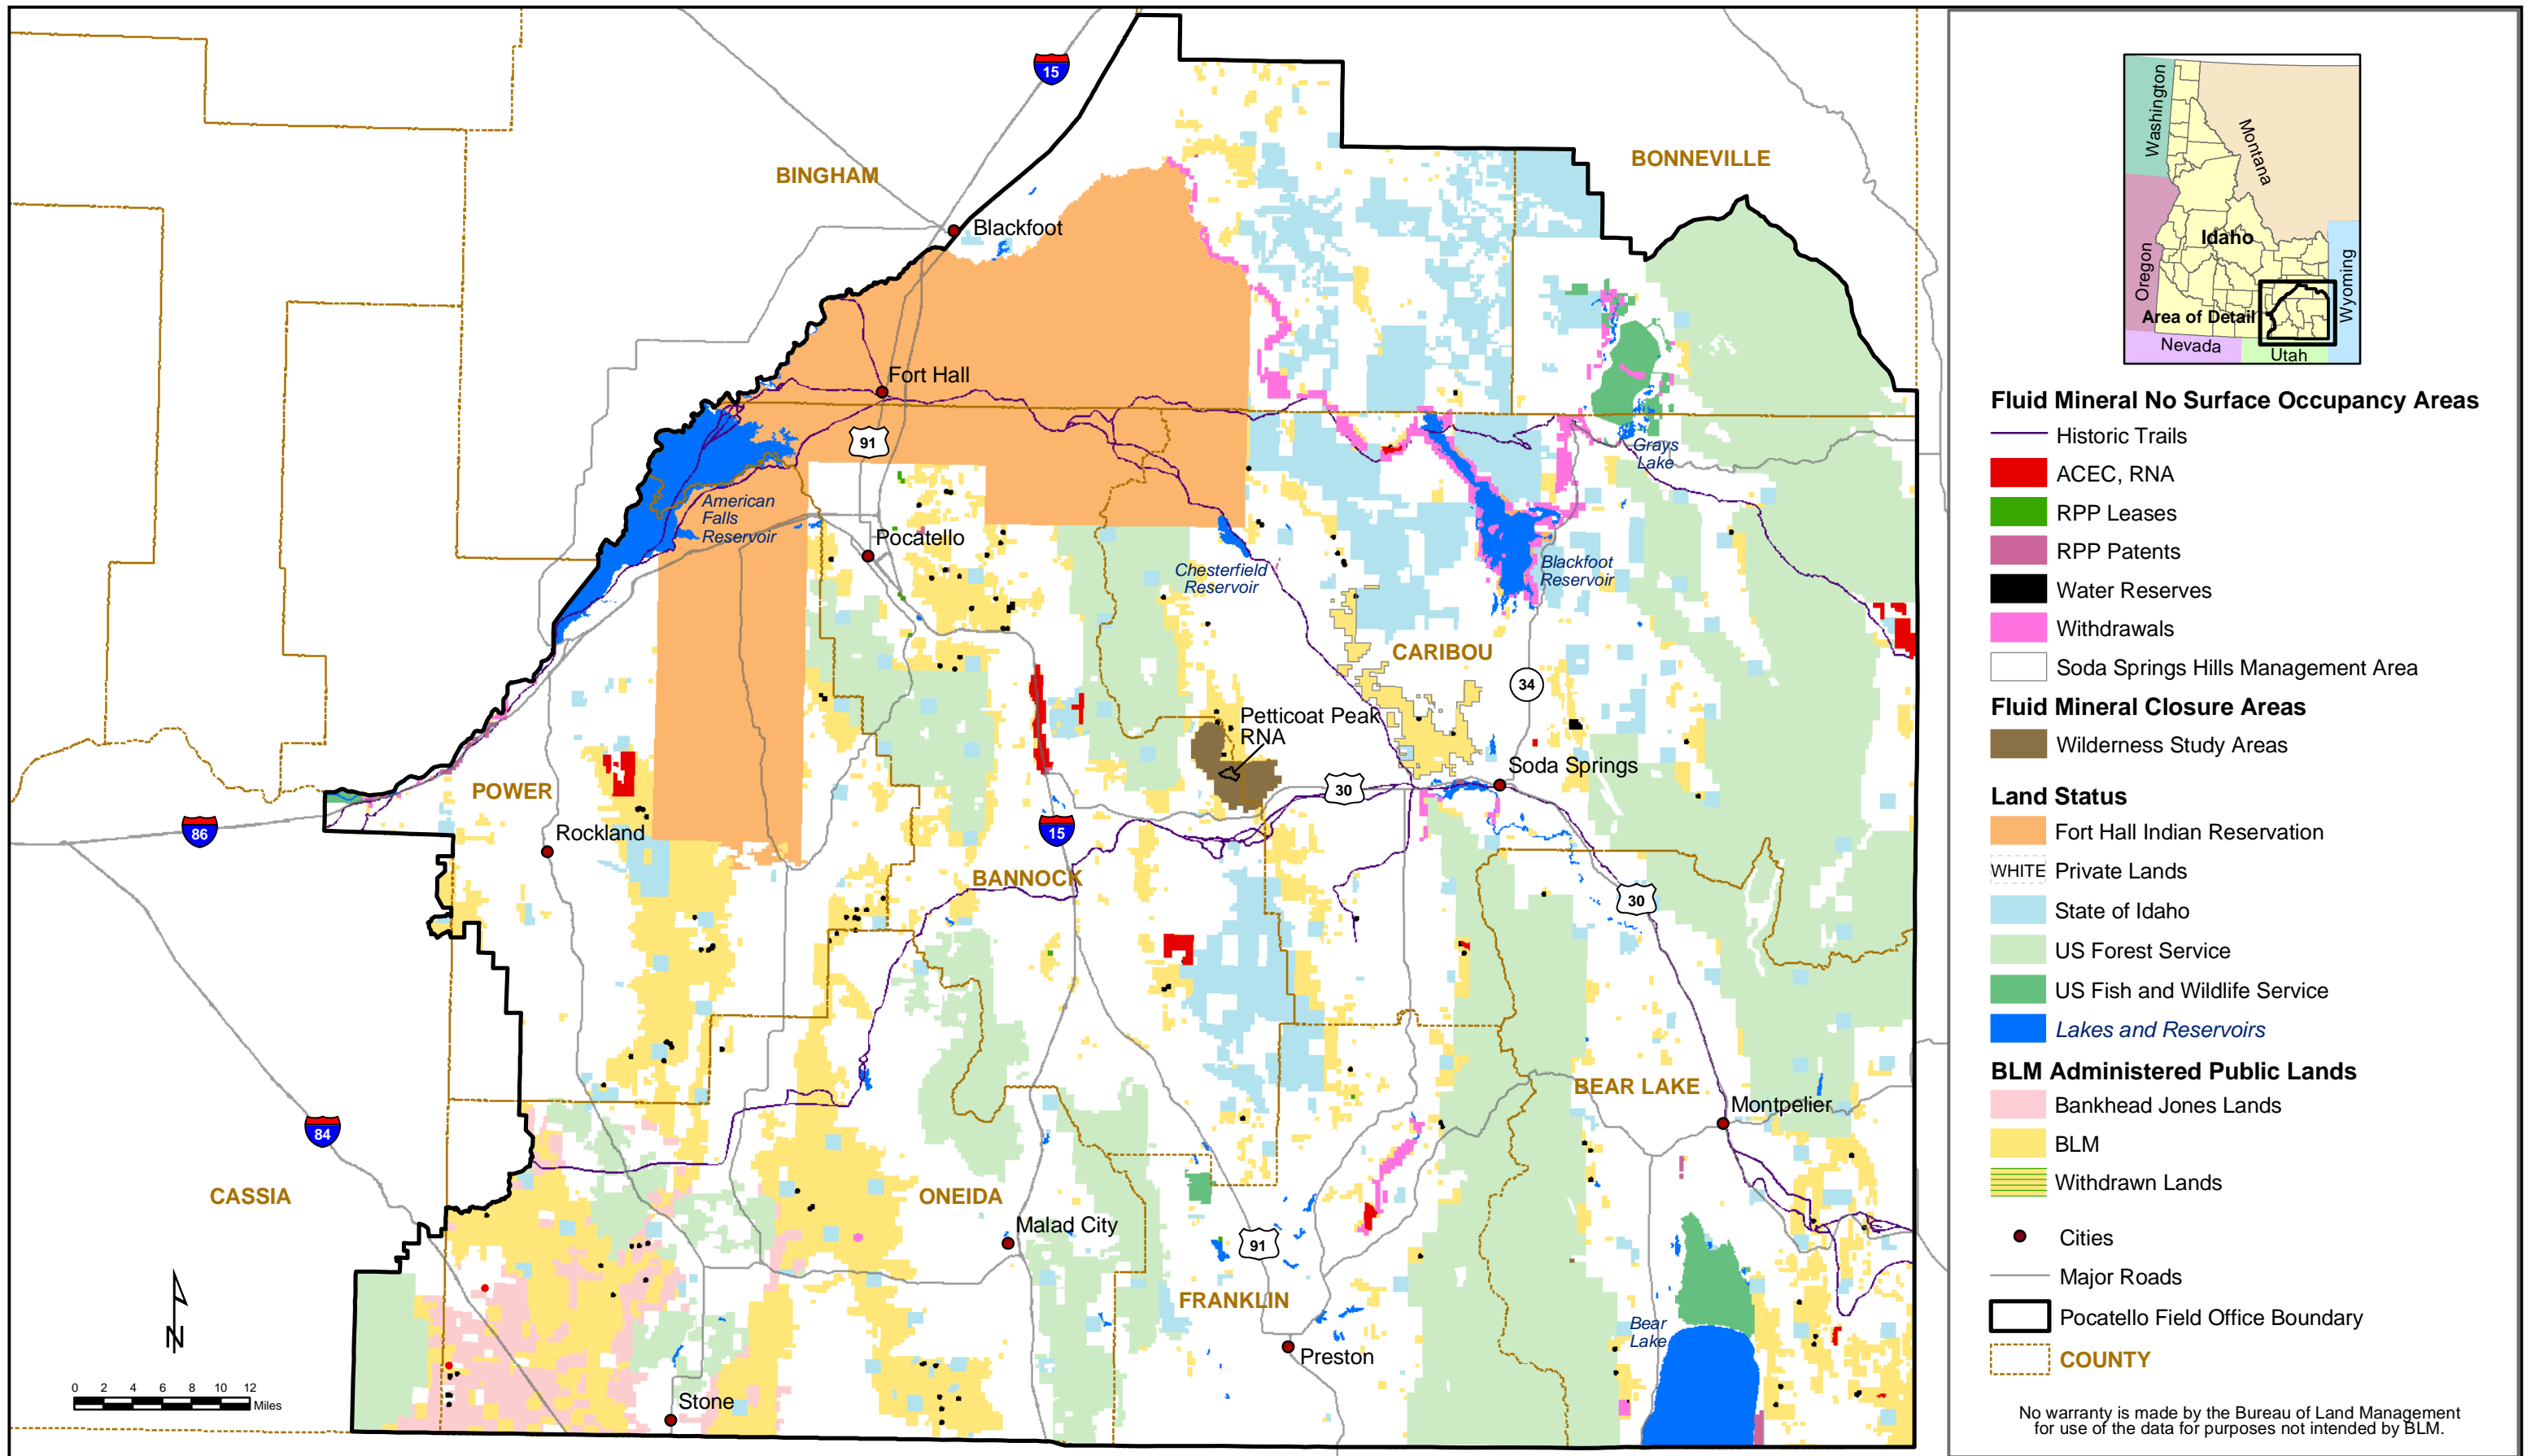 BINGHAM
BONNEVILLE
15
Blackfoot
Fort Hall
91
American
Falls
Reservoir
Pocatello
Grays
Lake
Chesterfield
Reservoir
Blackfoot
Reservoir
CARIBOU
34
Petticoat Peak
RNA
Soda Springs
30
POWER
Rockland
86
15
BANNOCK
30
BEAR LAKE
Montpelier
84
CASSIA
ONEIDA
Malad City
91
FRANKLIN
Preston
Bear
Lake
Stone
N
0 2 4 6 8 10 12
Miles
Washington
Montana
Oregon
Idaho
Wyoming
Area of Detail
Nevada
Utah
Fluid Mineral No Surface Occupancy Areas
Historic Trails
ACEC, RNA
RPP Leases
RPP Patents
Water Reserves
Withdrawals
Soda Springs Hills Management Area
Fluid Mineral Closure Areas
Wilderness Study Areas
Land Status
Fort Hall Indian Reservation
WHITE Private Lands
State of Idaho
US Forest Service
US Fish and Wildlife Service
Lakes and Reservoirs
BLM Administered Public Lands
Bankhead Jones Lands
BLM
Withdrawn Lands
Cities
Major Roads
Pocatello Field Office Boundary
COUNTY
No warranty is made by the Bureau of Land Management
for use of the data for purposes not intended by BLM.